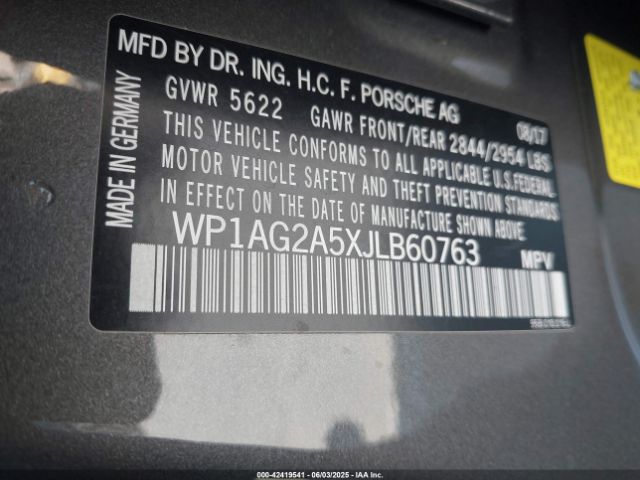 MFD BY DR. ING. H.C. F. PORSCHE AG
08/17
GVWR 5622 GAWR FRONT/REAR 2844/2954 LBS
THIS VEHICLE CONFORMS TO ALL APPLICABLE U.S. FEDERAL
MOTOR VEHICLE SAFETY AND THEFT PREVENTION STANDARDS
IN EFFECT ON THE DATE OF MANUFACTURE SHOWN ABOVE.
MADE IN GERMANY
WP1AG2A5XJLB60763
MPV
000-42419541 - 06/03/2025 - IAA Inc.